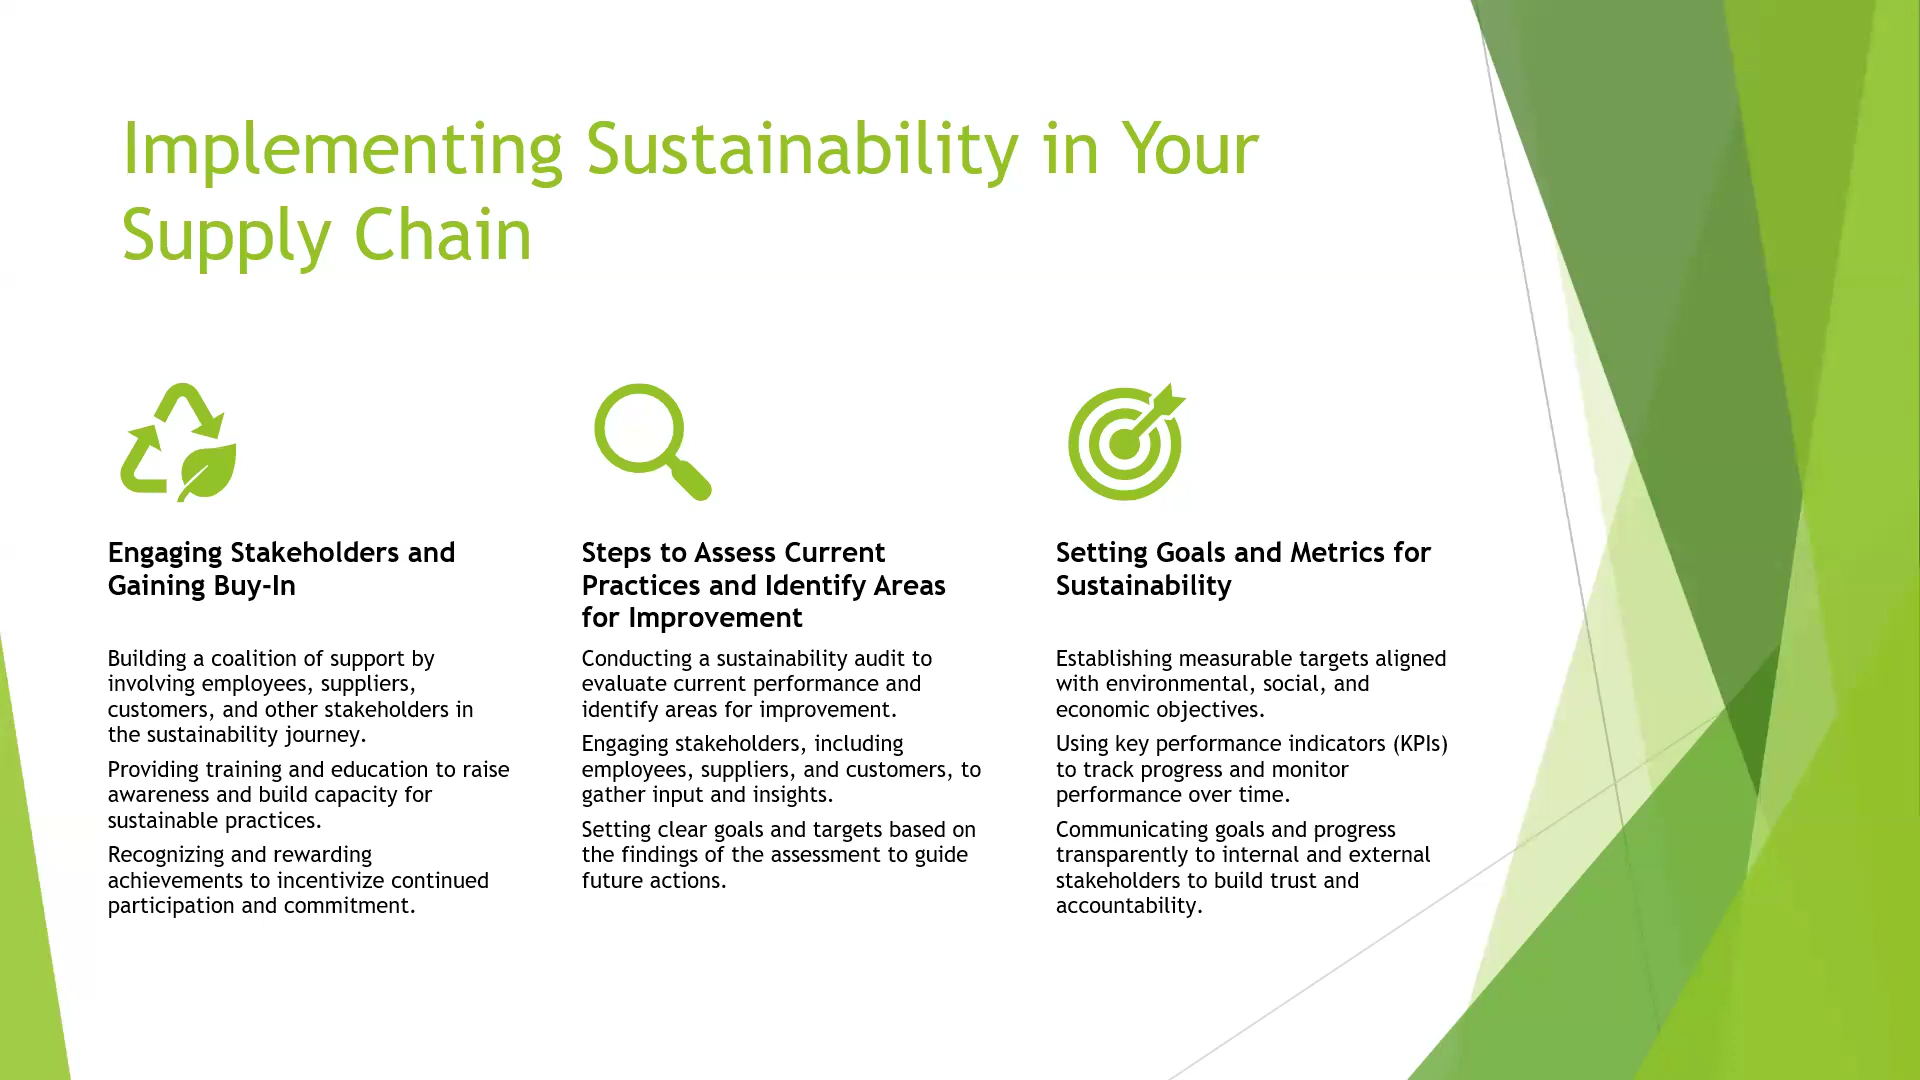 Implementing Sustainability in Your
Supply Chain
Engaging Stakeholders and
Gaining Buy-In
Building a coalition of support by
involving employees, suppliers,
customers, and other stakeholders in
the sustainability journey.
Providing training and education to raise
awareness and build capacity for
sustainable practices.
Recognizing and rewarding
achievements to incentivize continued
participation and commitment.
Steps to Assess Current
Practices and Identify Areas
for Improvement
Conducting a sustainability audit to
evaluate current performance and
identify areas for improvement.
Engaging stakeholders, including
employees, suppliers, and customers, to
gather input and insights.
Setting clear goals and targets based on
the findings of the assessment to guide
future actions.
Setting Goals and Metrics for
Sustainability
Establishing measurable targets aligned
with environmental, social, and
economic objectives.
Using key performance indicators (KPIs)
to track progress and monitor
performance over time.
Communicating goals and progress
transparently to internal and external
stakeholders to build trust and
accountability.